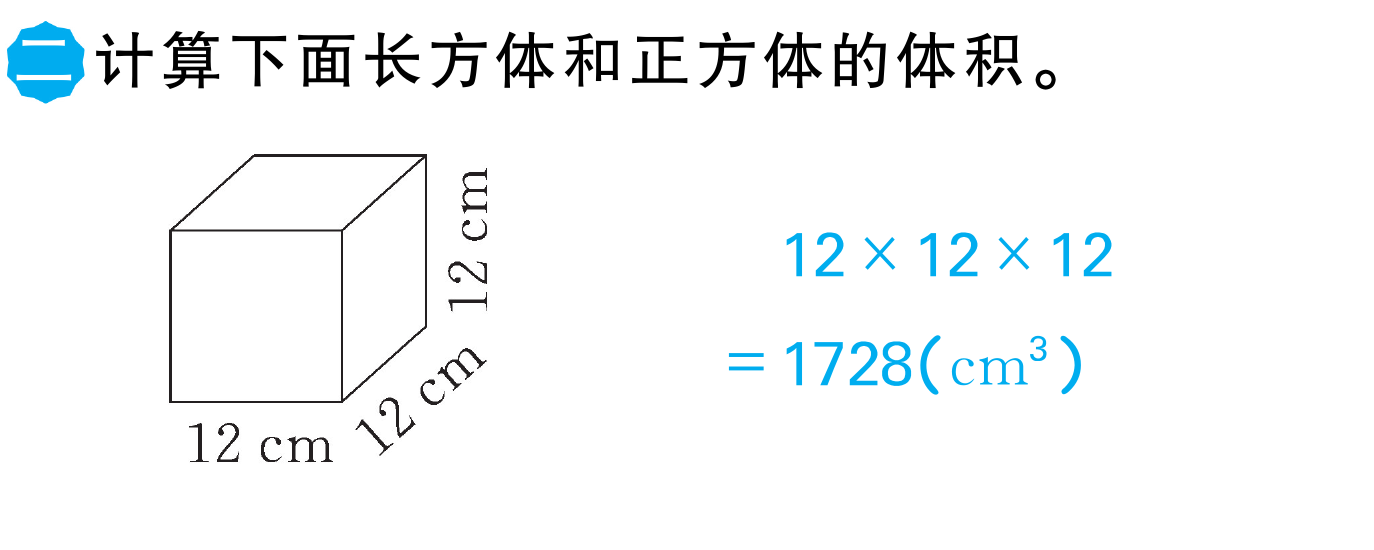 二 计算下面长方体和正方体的体积。
12 cm
12 cm
12 cm
12 × 12 × 12
= 1728(cm³)